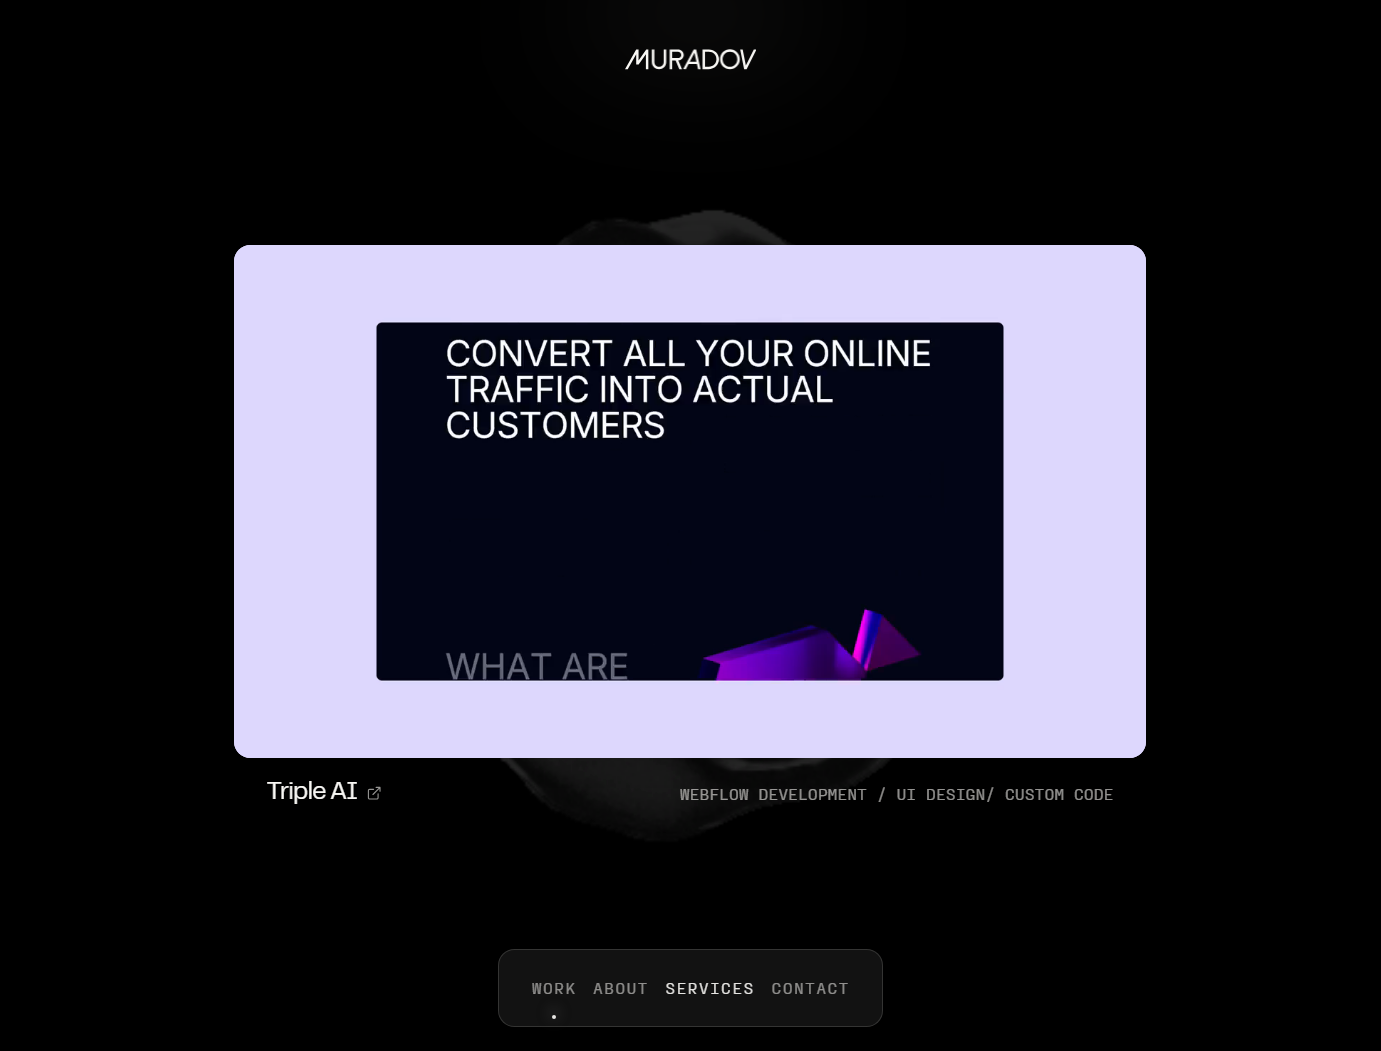 MURADOV
CONVERT ALL YOUR ONLINE
TRAFFIC INTO ACTUAL
CUSTOMERS
WHAT ARE
Triple AI
WEBFLOW DEVELOPMENT / UI DESIGN/ CUSTOM CODE
WORK ABOUT SERVICES CONTACT